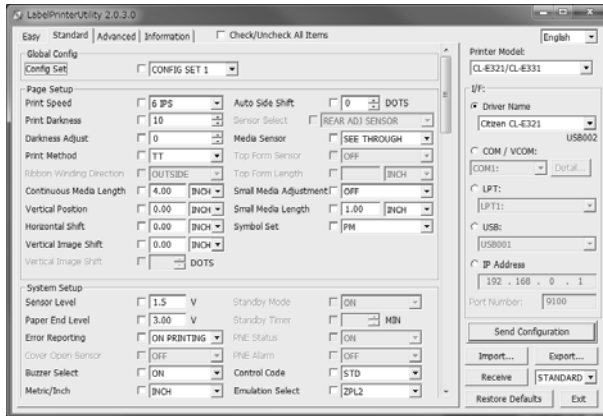 LabelPrinterUtility 2.0.3.0
Easy Standard Advanced Information Check/Uncheck All Items English
Global Config
Config Set CONFIG SET 1
Page Setup
Print Speed 6 IPS Auto Side Shift 0 DOTS
Print Darkness 10 Sensor Select REAR ADJ SENSOR
Darkness Adjust 0 Media Sensor SEE THROUGH
Print Method TT Top Form Sensor OFF
Ribbon Winding Direction OUTSIDE Top Form Length INCH
Continuous Media Length 4.00 INCH Small Media Adjustment OFF
Vertical Position 0.00 INCH Small Media Length 1.00 INCH
Horizontal Shift 0.00 INCH Symbol Set PM
Vertical Image Shift 0.00 INCH
Vertical Image Shift DOTS
System Setup
Sensor Level 1.5 V Standby Mode ON
Paper End Level 3.00 V Standby Timer MIN
Error Reporting ON PRINTING PNE Status ON
Cover Open Sensor OFF PNE Alarm OFF
Buzzer Select ON Control Code STD
Metric/Inch INCH Emulation Select ZPL2
Printer Model:
CL-E321/CL-E331
I/F:
Driver Name
Citizen CL-E321
USB002
COM / VCOM:
COM1: Detail...
LPT:
LPT1:
USB:
USB001
IP Address
192 . 168 . 0 . 1
Port Number: 9100
Send Configuration
Import... Export...
Receive STANDARD
Restore Defaults Exit